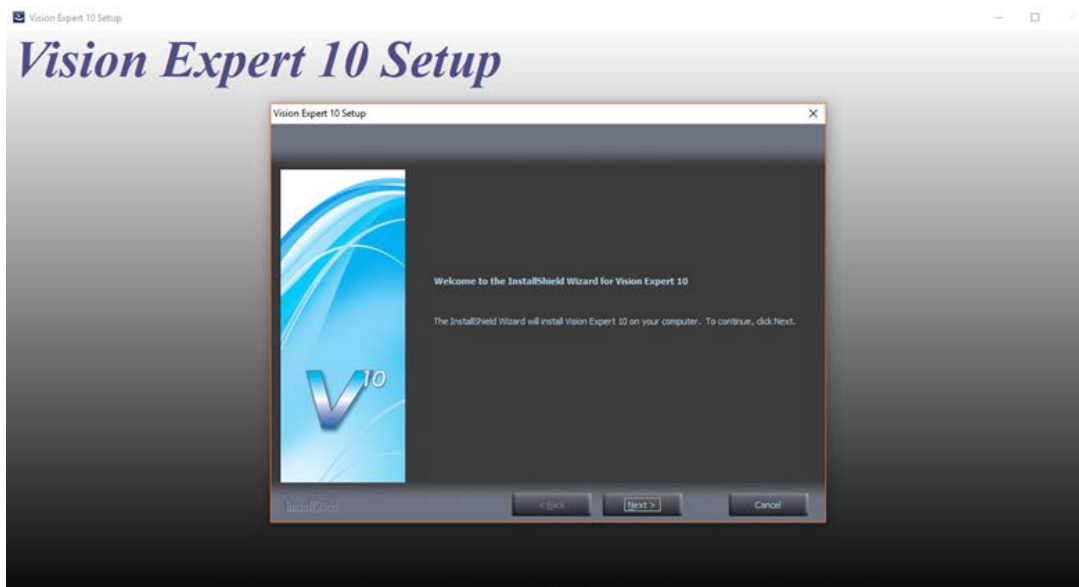 Vision Expert 10 Setup
Vision Expert 10 Setup
Vision Expert 10 Setup
Welcome to the InstallShield Wizard for Vision Expert 10
The InstallShield Wizard will install Vision Expert 10 on your computer. To continue, click Next.
V10
InstallShield
< Back Next > Cancel